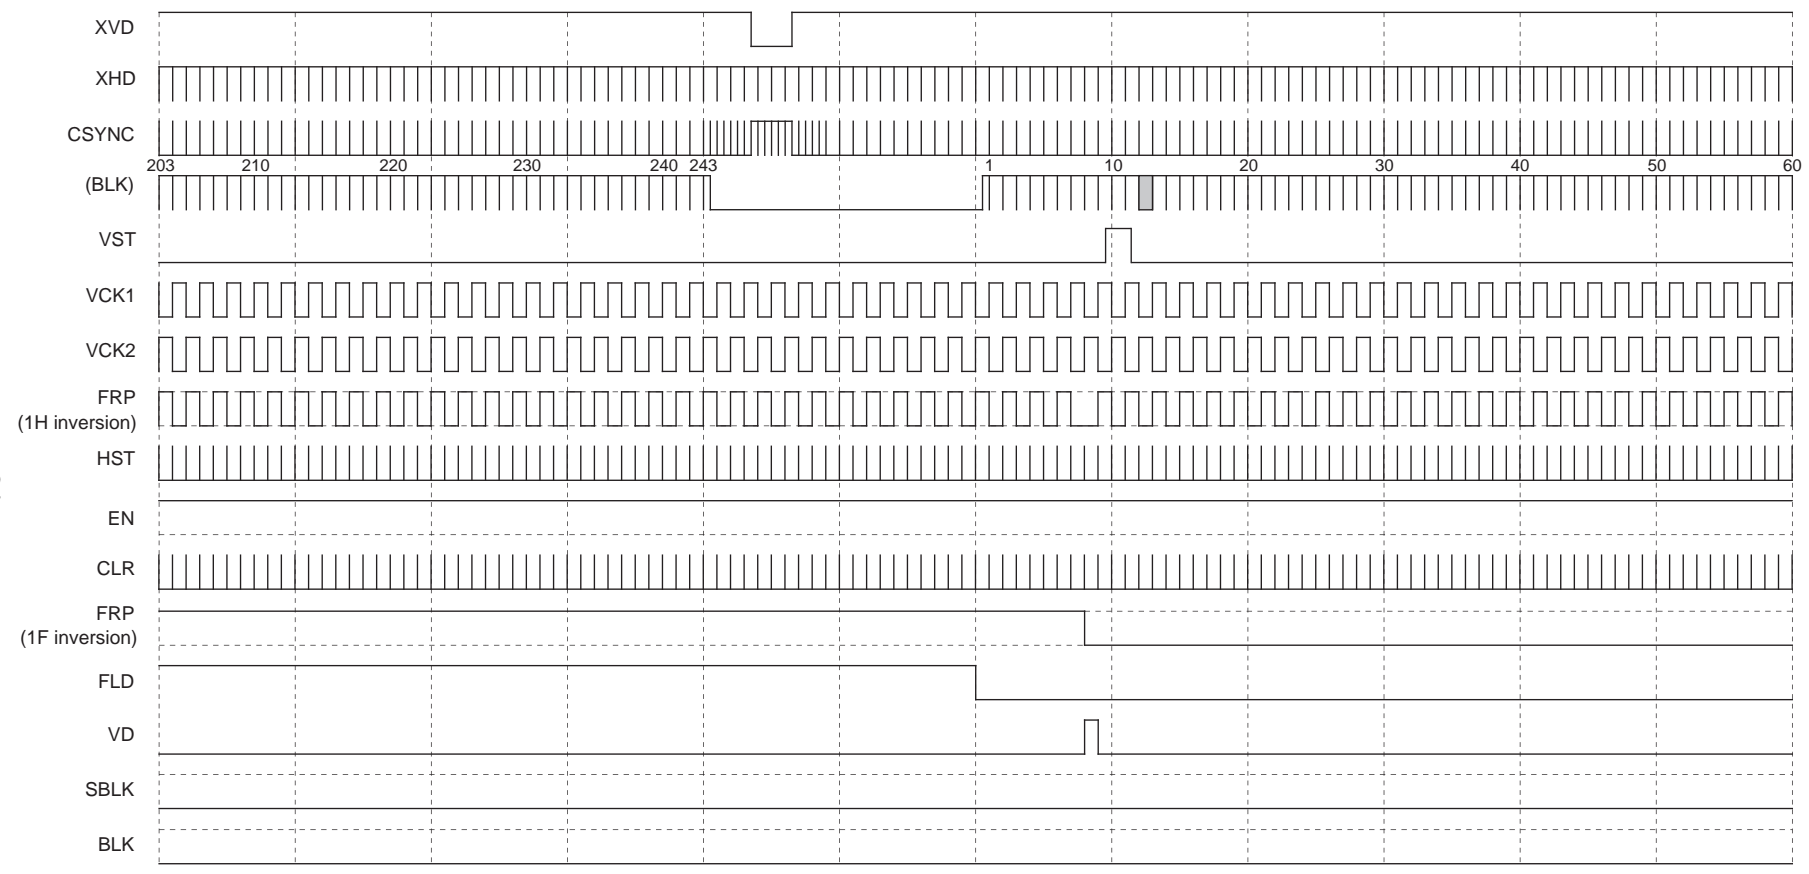 XVD
XHD
CSYNC
203 210 220 230 240 243 1 10 20 30 40 50 60
(BLK)
VST
VCK1
VCK2
FRP
(1H inversion)
HST
EN
CLR
FRP
(1F inversion)
FLD
VD
SBLK
BLK